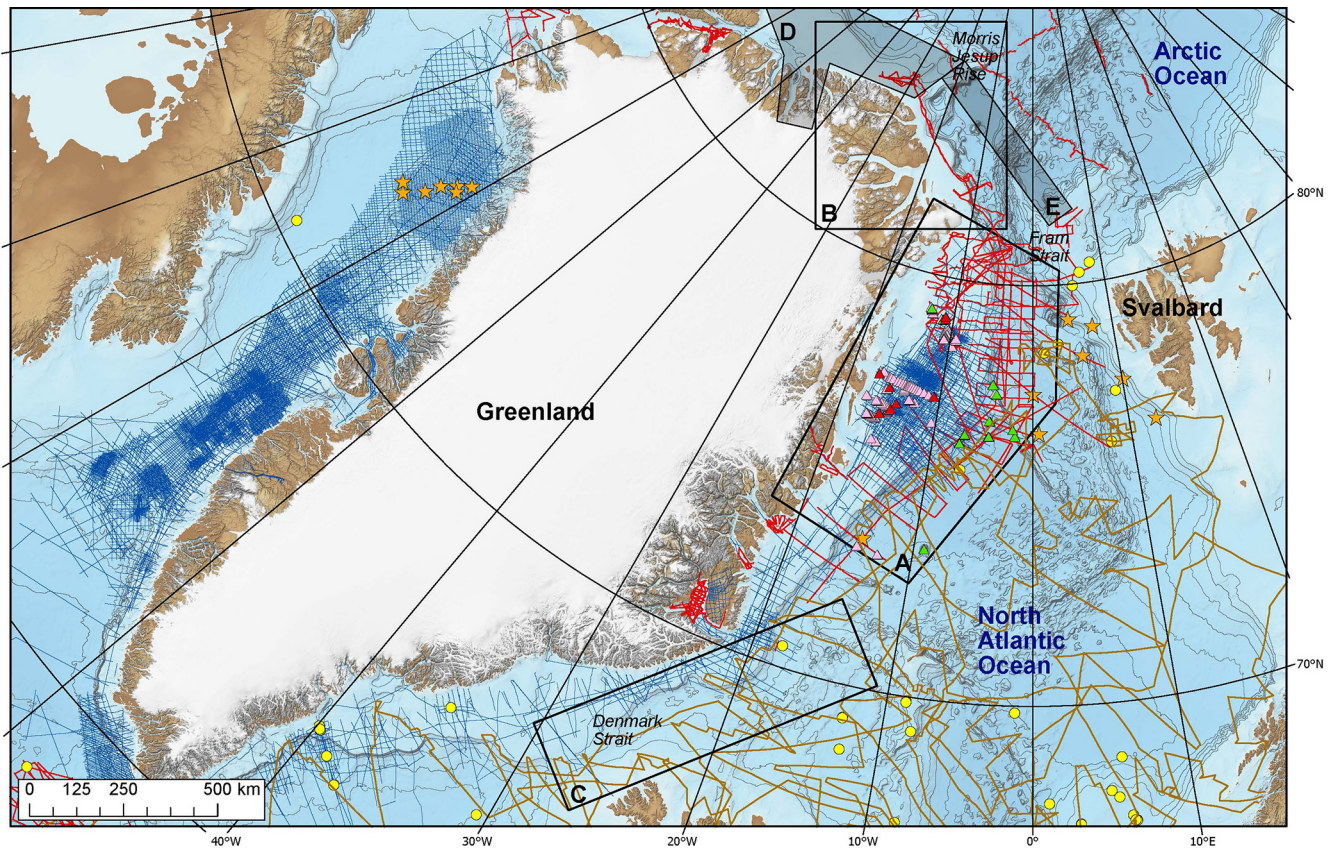 D
Morris
Jesup
Rise
Arctic
Ocean
80°N
B
E
Fram
Strait
Svalbard
Greenland
A
North
Atlantic
Ocean
70°N
Denmark
Strait
C
0 125 250 500 km
40°W 30°W 20°W 10°W 0° 10°E